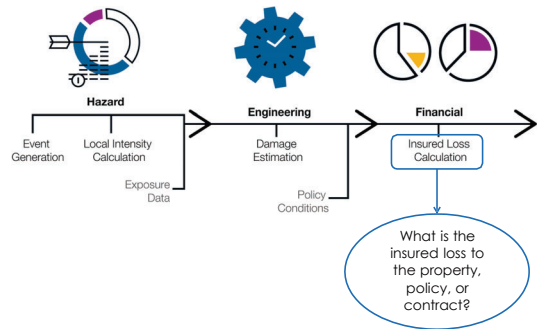 Hazard
Engineering
Financial
Event
Generation
Local Intensity
Calculation
Damage
Estimation
Insured Loss
Calculation
Exposure
Data
Policy
Conditions
What is the
insured loss to
the property,
policy, or
contract?